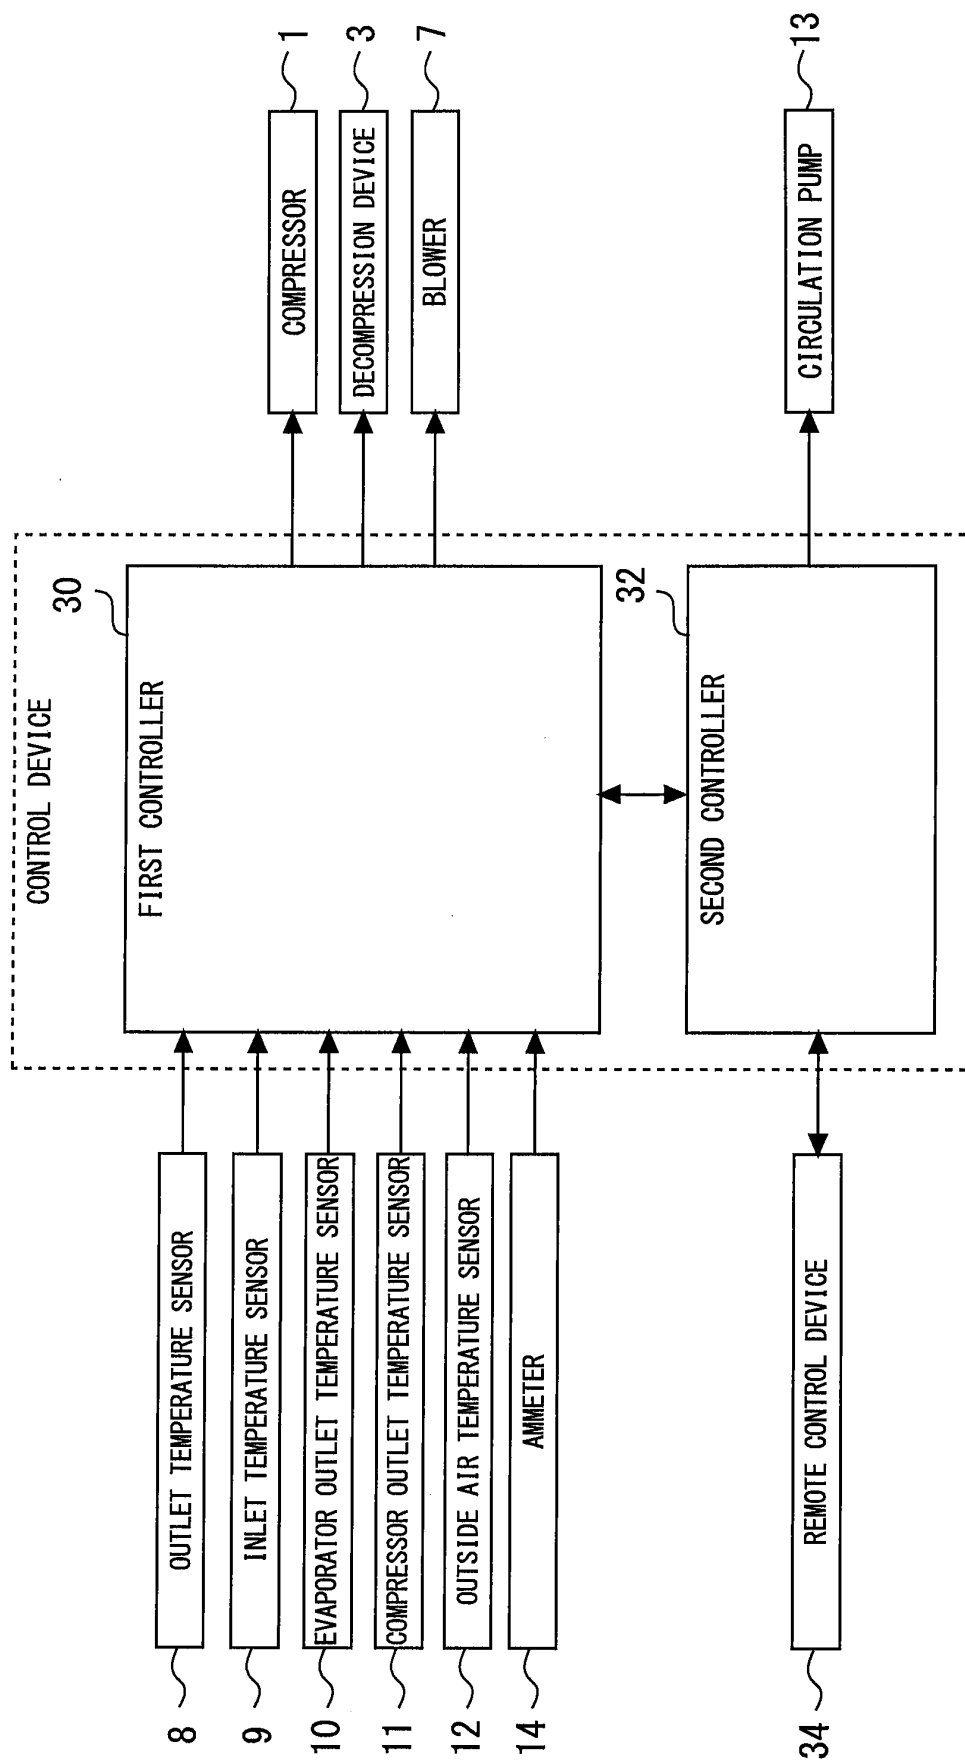 CONTROL DEVICE
8
OUTLET TEMPERATURE SENSOR
9
INLET TEMPERATURE SENSOR
10
EVAPORATOR OUTLET TEMPERATURE SENSOR
11
COMPRESSOR OUTLET TEMPERATURE SENSOR
12
OUTSIDE AIR TEMPERATURE SENSOR
14
AMMETER
FIRST CONTROLLER
30
COMPRESSOR
1
DECOMPRESSION DEVICE
3
BLOWER
7
34
REMOTE CONTROL DEVICE
SECOND CONTROLLER
32
CIRCULATION PUMP
13